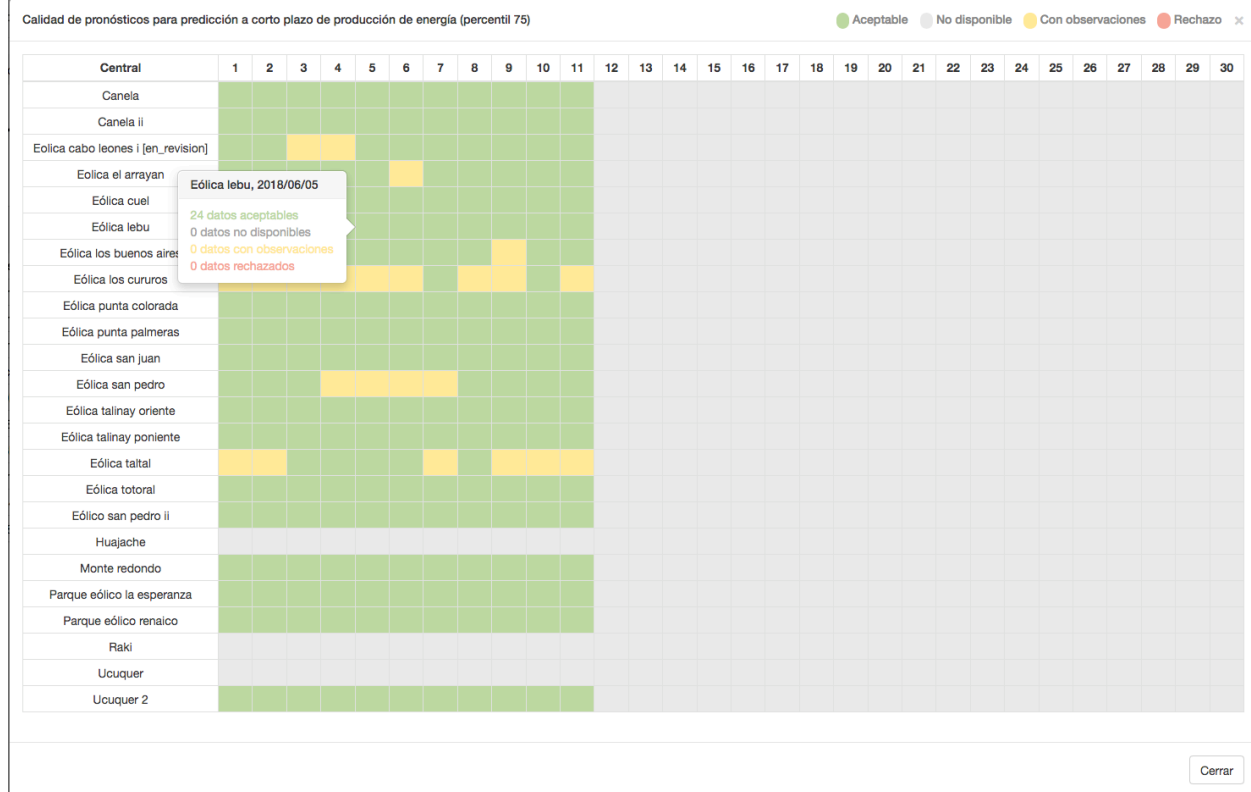 Calidad de pronósticos para predicción a corto plazo de producción de energía (percentil 75) Aceptable No disponible Con observaciones Rechazo ×
Central 1 2 3 4 5 6 7 8 9 10 11 12 13 14 15 16 17 18 19 20 21 22 23 24 25 26 27 28 29 30
Canela
Canela ii
Eolica cabo leones i [en_revision]
Eolica el arrayan
Eólica cuel
Eólica lebu
Eólica los buenos aires
Eólica los cururos
Eólica punta colorada
Eólica punta palmeras
Eólica san juan
Eólica san pedro
Eólica talinay oriente
Eólica talinay poniente
Eólica taltal
Eólica totoral
Eólico san pedro ii
Huajache
Monte redondo
Parque eólico la esperanza
Parque eólico renaico
Raki
Ucuquer
Ucuquer 2
Eólica lebu, 2018/06/05
24 datos aceptables
0 datos no disponibles
0 datos con observaciones
0 datos rechazados
Cerrar